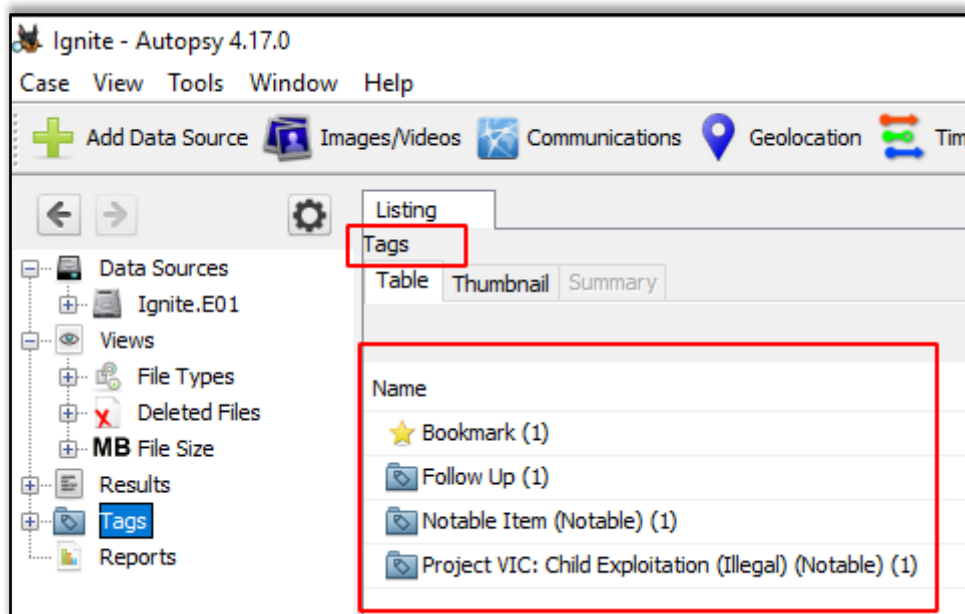 Ignite - Autopsy 4.17.0
Case View Tools Window Help
Add Data Source Images/Videos Communications Geolocation Tim
Listing
Tags
Table Thumbnail Summary
Data Sources
Ignite.E01
Views
File Types
Deleted Files
MB File Size
Results
Tags
Reports
Name
Bookmark (1)
Follow Up (1)
Notable Item (Notable) (1)
Project VIC: Child Exploitation (Illegal) (Notable) (1)